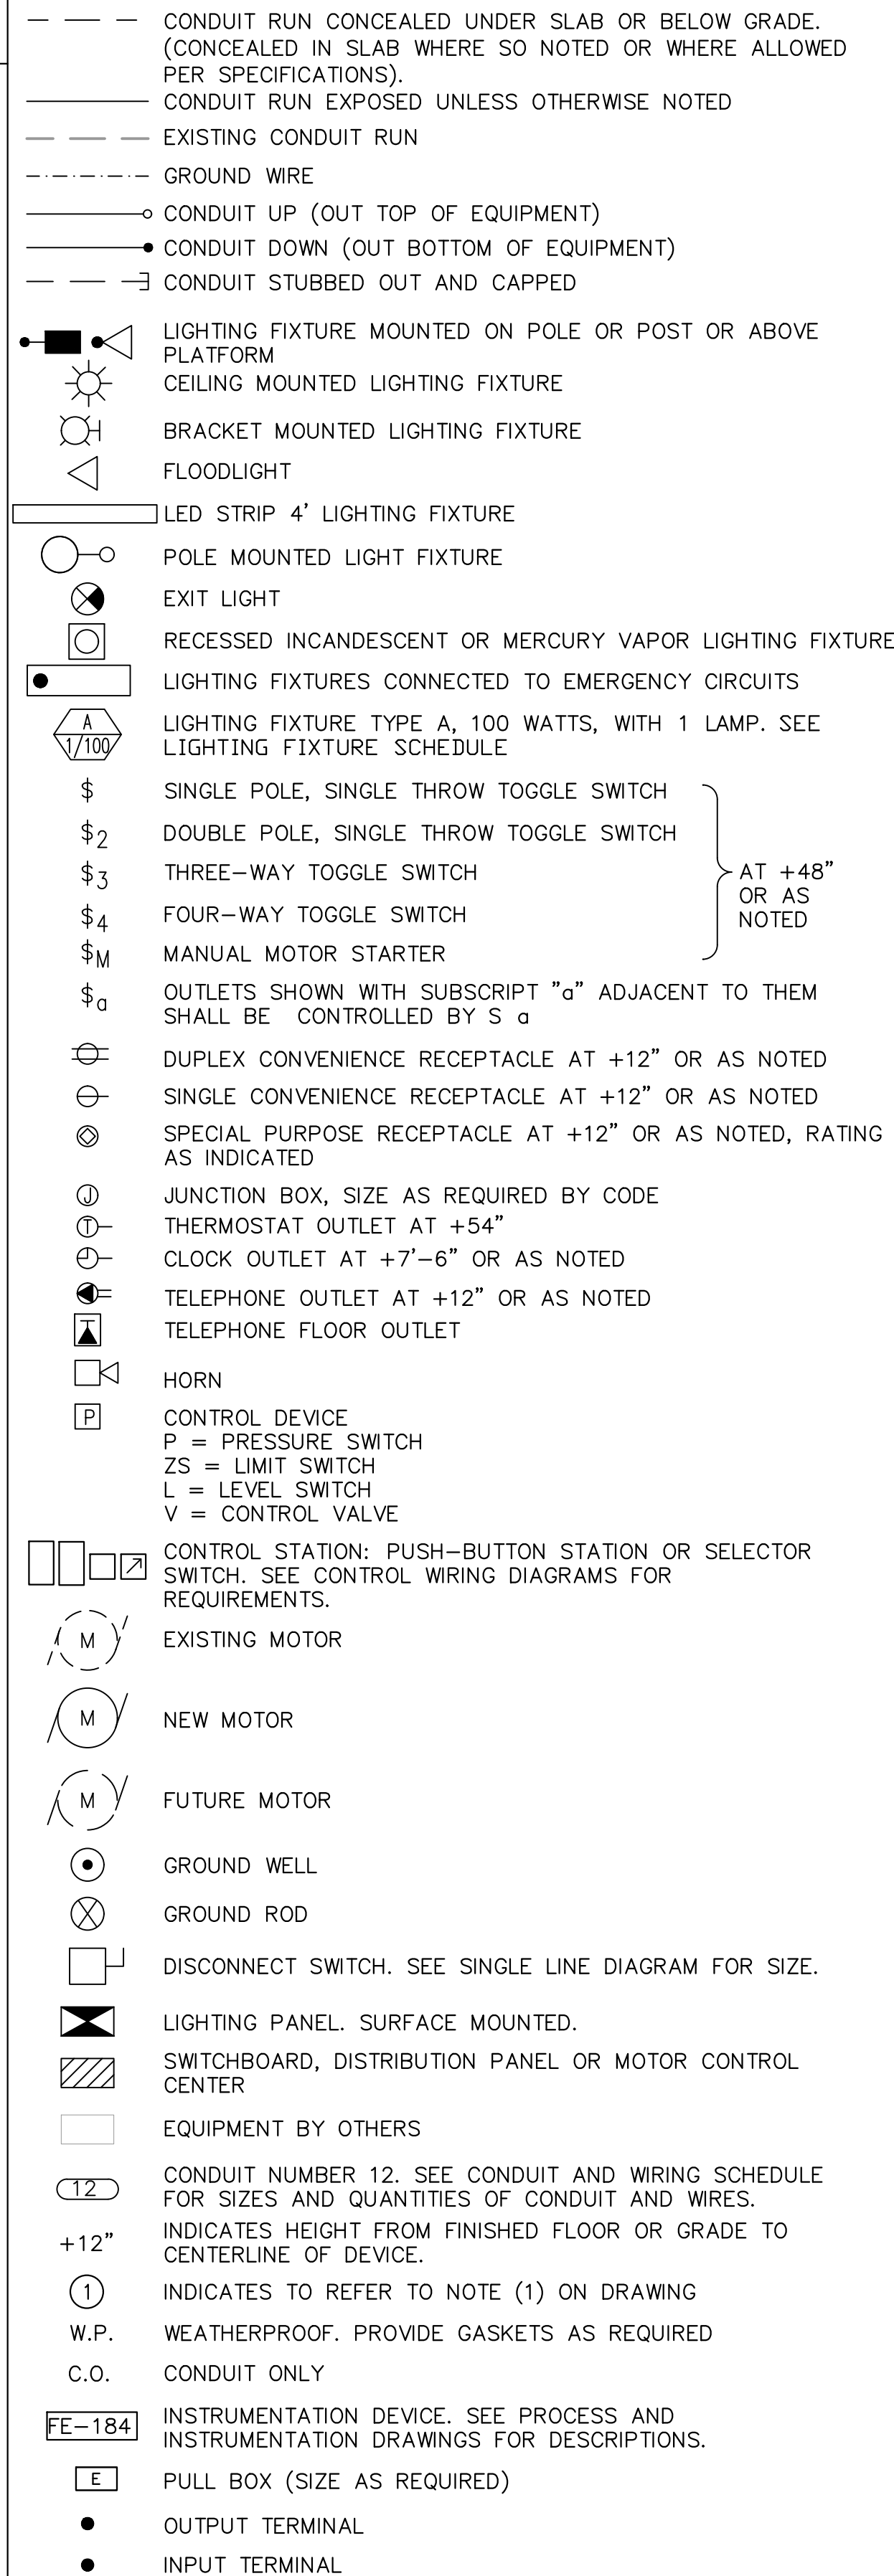 CONDUIT RUN CONCEALED UNDER SLAB OR BELOW GRADE.
(CONCEALED IN SLAB WHERE SO NOTED OR WHERE ALLOWED
PER SPECIFICATIONS).
CONDUIT RUN EXPOSED UNLESS OTHERWISE NOTED
EXISTING CONDUIT RUN
GROUND WIRE
CONDUIT UP (OUT TOP OF EQUIPMENT)
CONDUIT DOWN (OUT BOTTOM OF EQUIPMENT)
CONDUIT STUBBED OUT AND CAPPED
LIGHTING FIXTURE MOUNTED ON POLE OR POST OR ABOVE
PLATFORM
CEILING MOUNTED LIGHTING FIXTURE
BRACKET MOUNTED LIGHTING FIXTURE
FLOODLIGHT
LED STRIP 4' LIGHTING FIXTURE
POLE MOUNTED LIGHT FIXTURE
EXIT LIGHT
RECESSED INCANDESCENT OR MERCURY VAPOR LIGHTING FIXTURE
LIGHTING FIXTURES CONNECTED TO EMERGENCY CIRCUITS
A
1/100
LIGHTING FIXTURE TYPE A, 100 WATTS, WITH 1 LAMP. SEE
LIGHTING FIXTURE SCHEDULE
$ SINGLE POLE, SINGLE THROW TOGGLE SWITCH
$2 DOUBLE POLE, SINGLE THROW TOGGLE SWITCH
$3 THREE-WAY TOGGLE SWITCH
$4 FOUR-WAY TOGGLE SWITCH
$M MANUAL MOTOR STARTER
AT +48"
OR AS
NOTED
$a OUTLETS SHOWN WITH SUBSCRIPT "a" ADJACENT TO THEM
SHALL BE CONTROLLED BY S a
DUPLEX CONVENIENCE RECEPTACLE AT +12" OR AS NOTED
SINGLE CONVENIENCE RECEPTACLE AT +12" OR AS NOTED
SPECIAL PURPOSE RECEPTACLE AT +12" OR AS NOTED, RATING
AS INDICATED
J JUNCTION BOX, SIZE AS REQUIRED BY CODE
T THERMOSTAT OUTLET AT +54"
CLOCK OUTLET AT +7'-6" OR AS NOTED
TELEPHONE OUTLET AT +12" OR AS NOTED
TELEPHONE FLOOR OUTLET
HORN
P CONTROL DEVICE
P = PRESSURE SWITCH
ZS = LIMIT SWITCH
L = LEVEL SWITCH
V = CONTROL VALVE
CONTROL STATION: PUSH-BUTTON STATION OR SELECTOR
SWITCH. SEE CONTROL WIRING DIAGRAMS FOR
REQUIREMENTS.
M EXISTING MOTOR
M NEW MOTOR
M FUTURE MOTOR
GROUND WELL
GROUND ROD
DISCONNECT SWITCH. SEE SINGLE LINE DIAGRAM FOR SIZE.
LIGHTING PANEL. SURFACE MOUNTED.
SWITCHBOARD, DISTRIBUTION PANEL OR MOTOR CONTROL
CENTER
EQUIPMENT BY OTHERS
12 CONDUIT NUMBER 12. SEE CONDUIT AND WIRING SCHEDULE
FOR SIZES AND QUANTITIES OF CONDUIT AND WIRES.
+12" INDICATES HEIGHT FROM FINISHED FLOOR OR GRADE TO
CENTERLINE OF DEVICE.
1 INDICATES TO REFER TO NOTE (1) ON DRAWING
W.P. WEATHERPROOF. PROVIDE GASKETS AS REQUIRED
C.O. CONDUIT ONLY
FE-184 INSTRUMENTATION DEVICE. SEE PROCESS AND
INSTRUMENTATION DRAWINGS FOR DESCRIPTIONS.
E PULL BOX (SIZE AS REQUIRED)
OUTPUT TERMINAL
INPUT TERMINAL